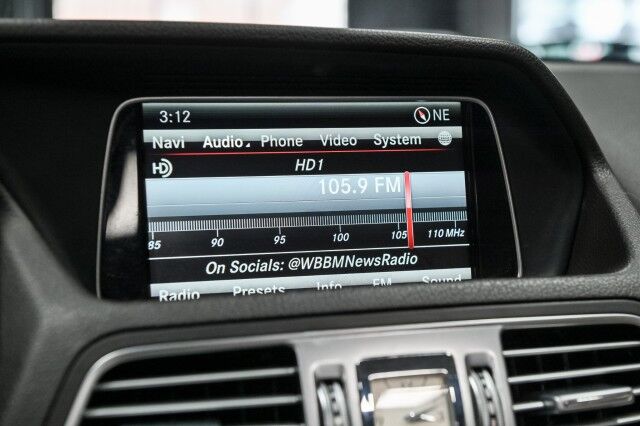 3:12 NE
Navi Audio Phone Video System
HD HD1
105.9 FM
85 90 95 100 105 110 MHz
On Socials: @WBBMNewsRadio
Radio Presets Info FM Sound